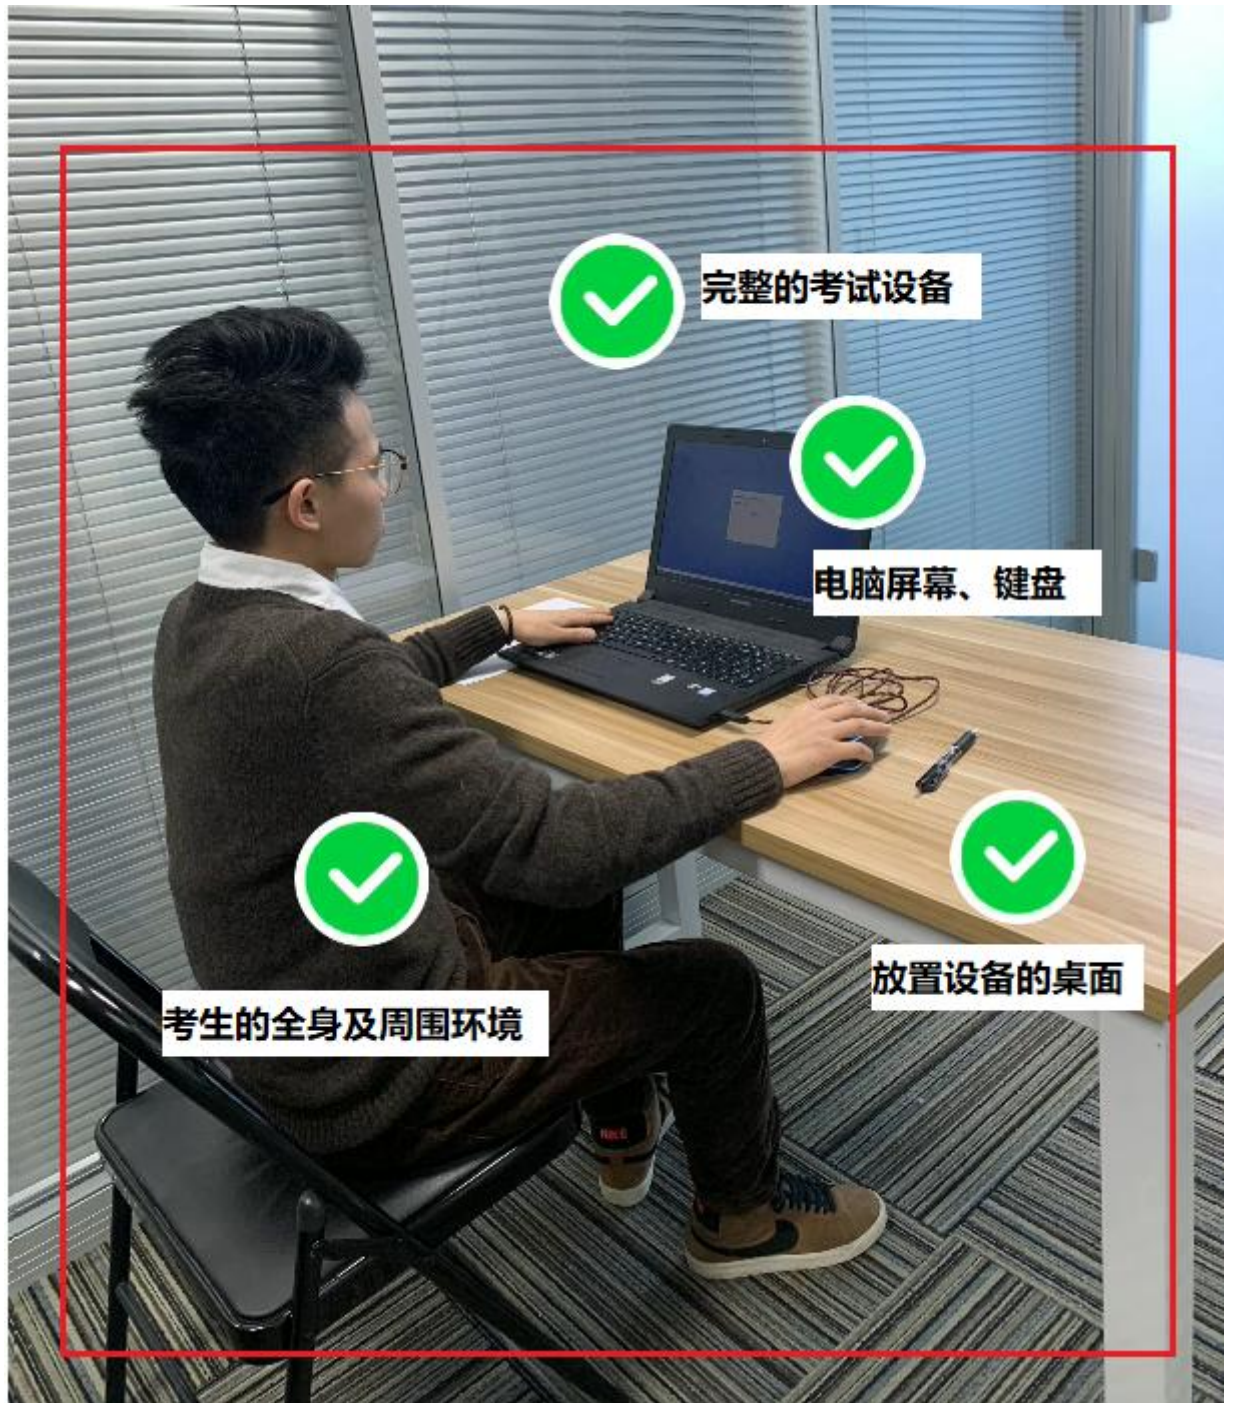 完整的考试设备
电脑屏幕、键盘
放置设备的桌面
考生的全身及周围环境